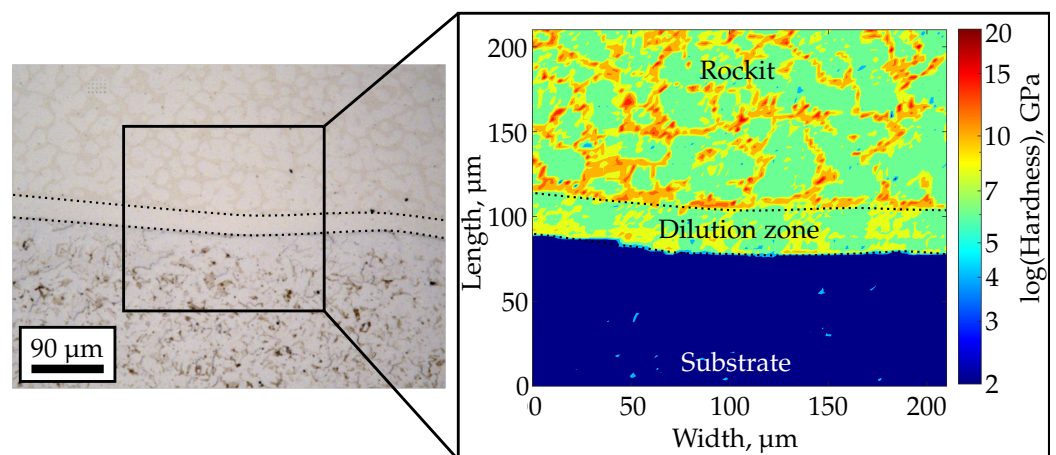 90 µm
Rockit
Dilution zone
Substrate
Length, µm
200
150
100
50
0
0
50
100
150
200
Width, µm
20
15
10
7
5
4
3
2
log(Hardness), GPa